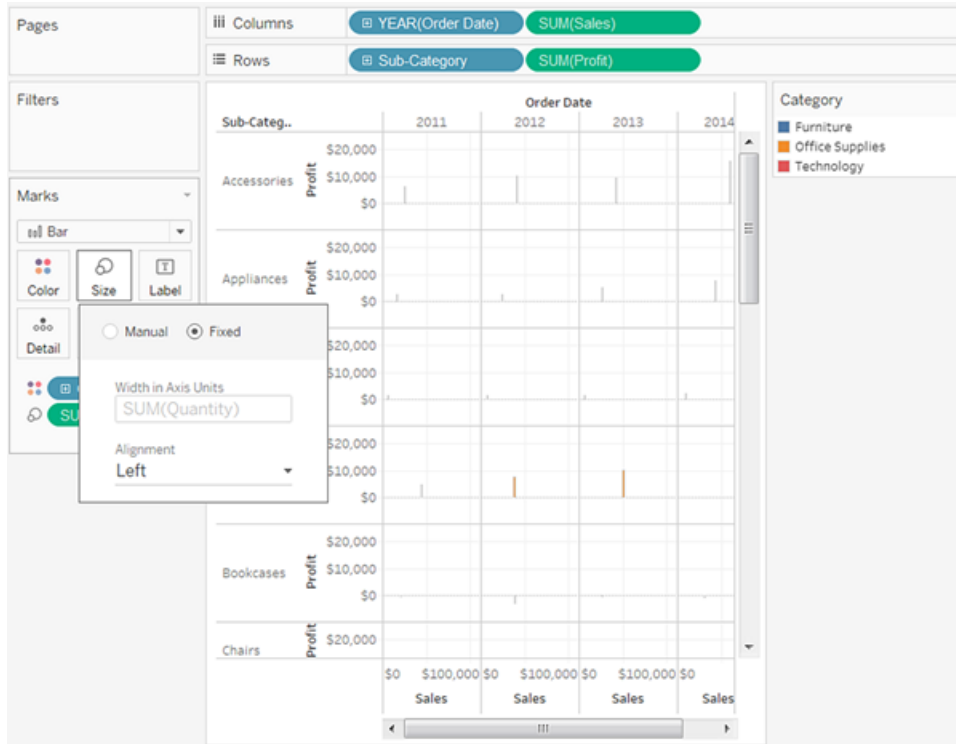 Pages
Columns
YEAR(Order Date)
SUM(Sales)
Rows
Sub-Category
SUM(Profit)
Filters
Marks
Bar
Color
Size
Label
Detail
SU
Manual
Fixed
Width in Axis Units
SUM(Quantity)
Alignment
Left
Order Date
Sub-Categ.. 2011 2012 2013 2014
Accessories
Profit
$20,000
$10,000
$0
Appliances
Profit
$20,000
$10,000
$0
$20,000
$10,000
$0
$20,000
$10,000
$0
Bookcases
Profit
$20,000
$10,000
$0
Chairs
Profit
$20,000
$0 $100,000 $0 $100,000 $0 $100,000 $0
Sales Sales Sales Sales
Category
Furniture
Office Supplies
Technology